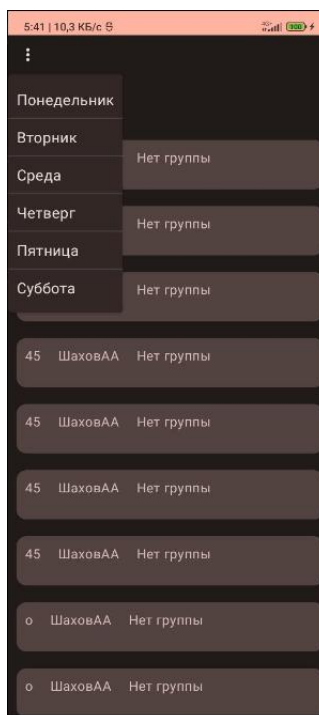 5:41 | 10,3 КБ/с
4G+
100
Понедельник
Вторник
Нет группы
Среда
Четверг
Нет группы
Пятница
Суббота
Нет группы
45 ШаховАА Нет группы
45 ШаховАА Нет группы
45 ШаховАА Нет группы
45 ШаховАА Нет группы
о ШаховАА Нет группы
о ШаховАА Нет группы